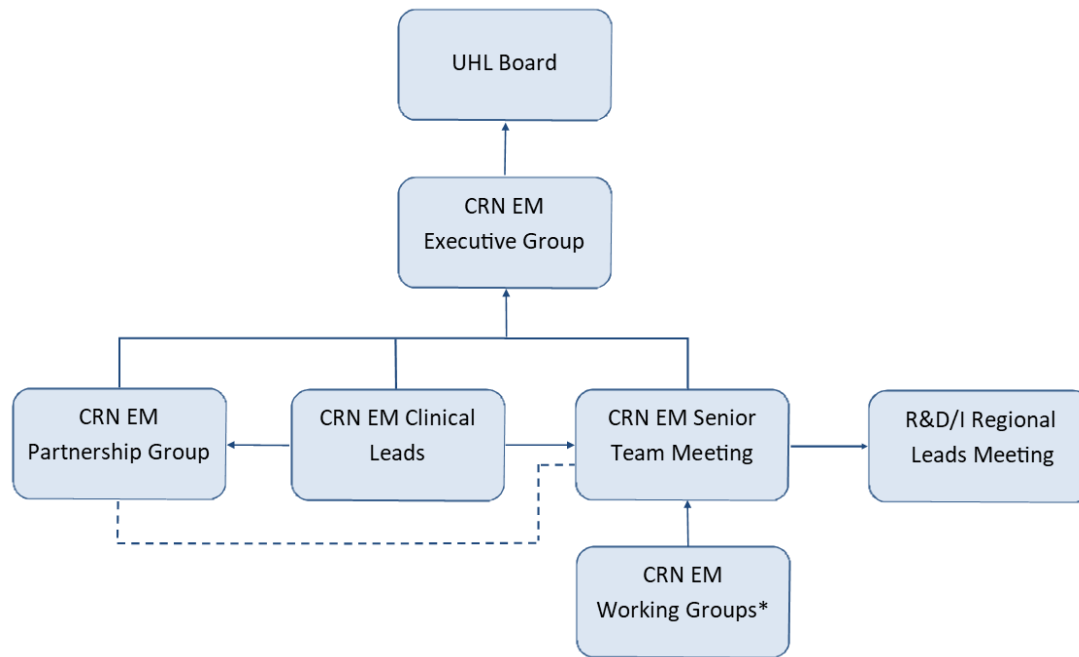 UHL Board
CRN EM
Executive Group
CRN EM
Partnership Group
CRN EM Clinical
Leads
CRN EM Senior
Team Meeting
R&D/I Regional
Leads Meeting
CRN EM
Working Groups*